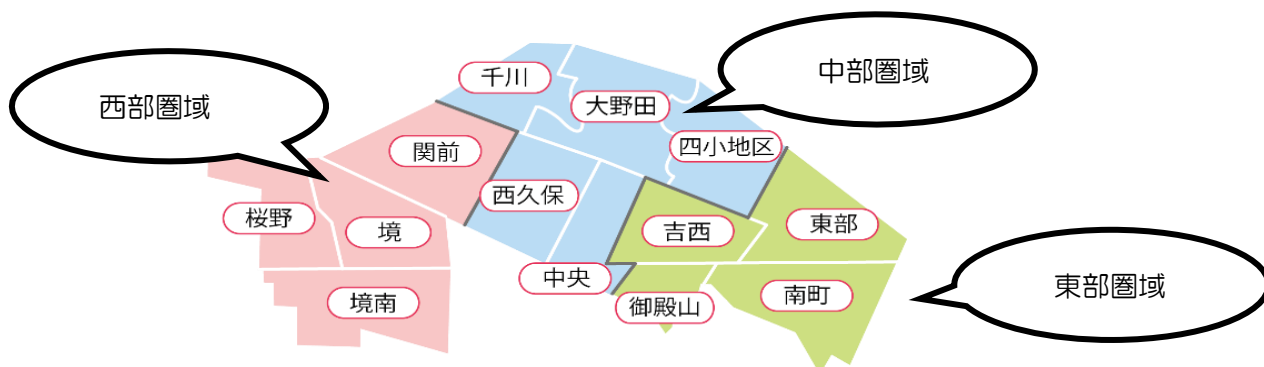 中部圏域
千川
西部圏域
大野田
関前
四小地区
西久保
桜野
境
吉西
東部
中央
境南
御殿山
南町
東部圏域